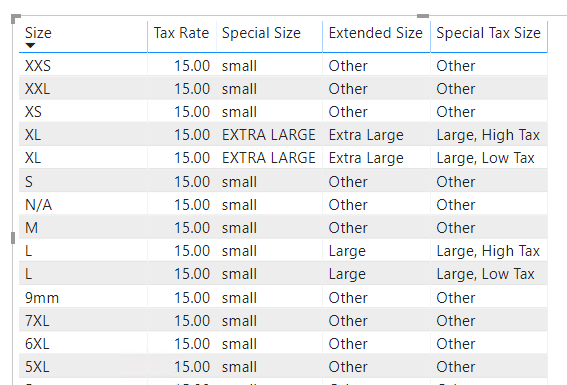 Size Tax Rate Special Size Extended Size Special Tax Size
XXS 15.00 small Other Other
XXL 15.00 small Other Other
XS 15.00 small Other Other
XL 15.00 EXTRA LARGE Extra Large Large, High Tax
XL 15.00 EXTRA LARGE Extra Large Large, Low Tax
S 15.00 small Other Other
N/A 15.00 small Other Other
M 15.00 small Other Other
L 15.00 small Large Large, High Tax
L 15.00 small Large Large, Low Tax
9mm 15.00 small Other Other
7XL 15.00 small Other Other
6XL 15.00 small Other Other
5XL 15.00 small Other Other